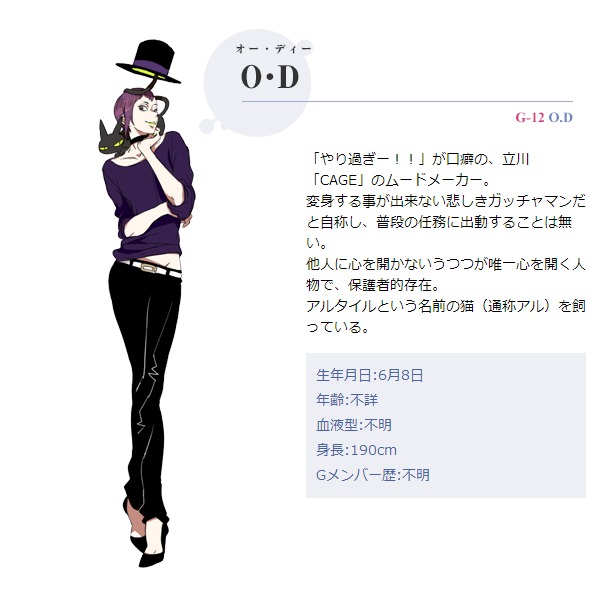 オー・ディー
O・D
G-12 O.D
「やり過ぎー！！」が口癖の、立川
「CAGE」のムードメーカー。
変身する事が出来ない悲しきガッチャマンだ
と自称し、普段の任務に出動することは無
い。
他人に心を開かないうつつが唯一心を開く人
物で、保護者的存在。
アルタイルという名前の猫（通称アル）を飼
っている。
生年月日:6月8日
年齢:不詳
血液型:不明
身長:190cm
Gメンバー歴:不明